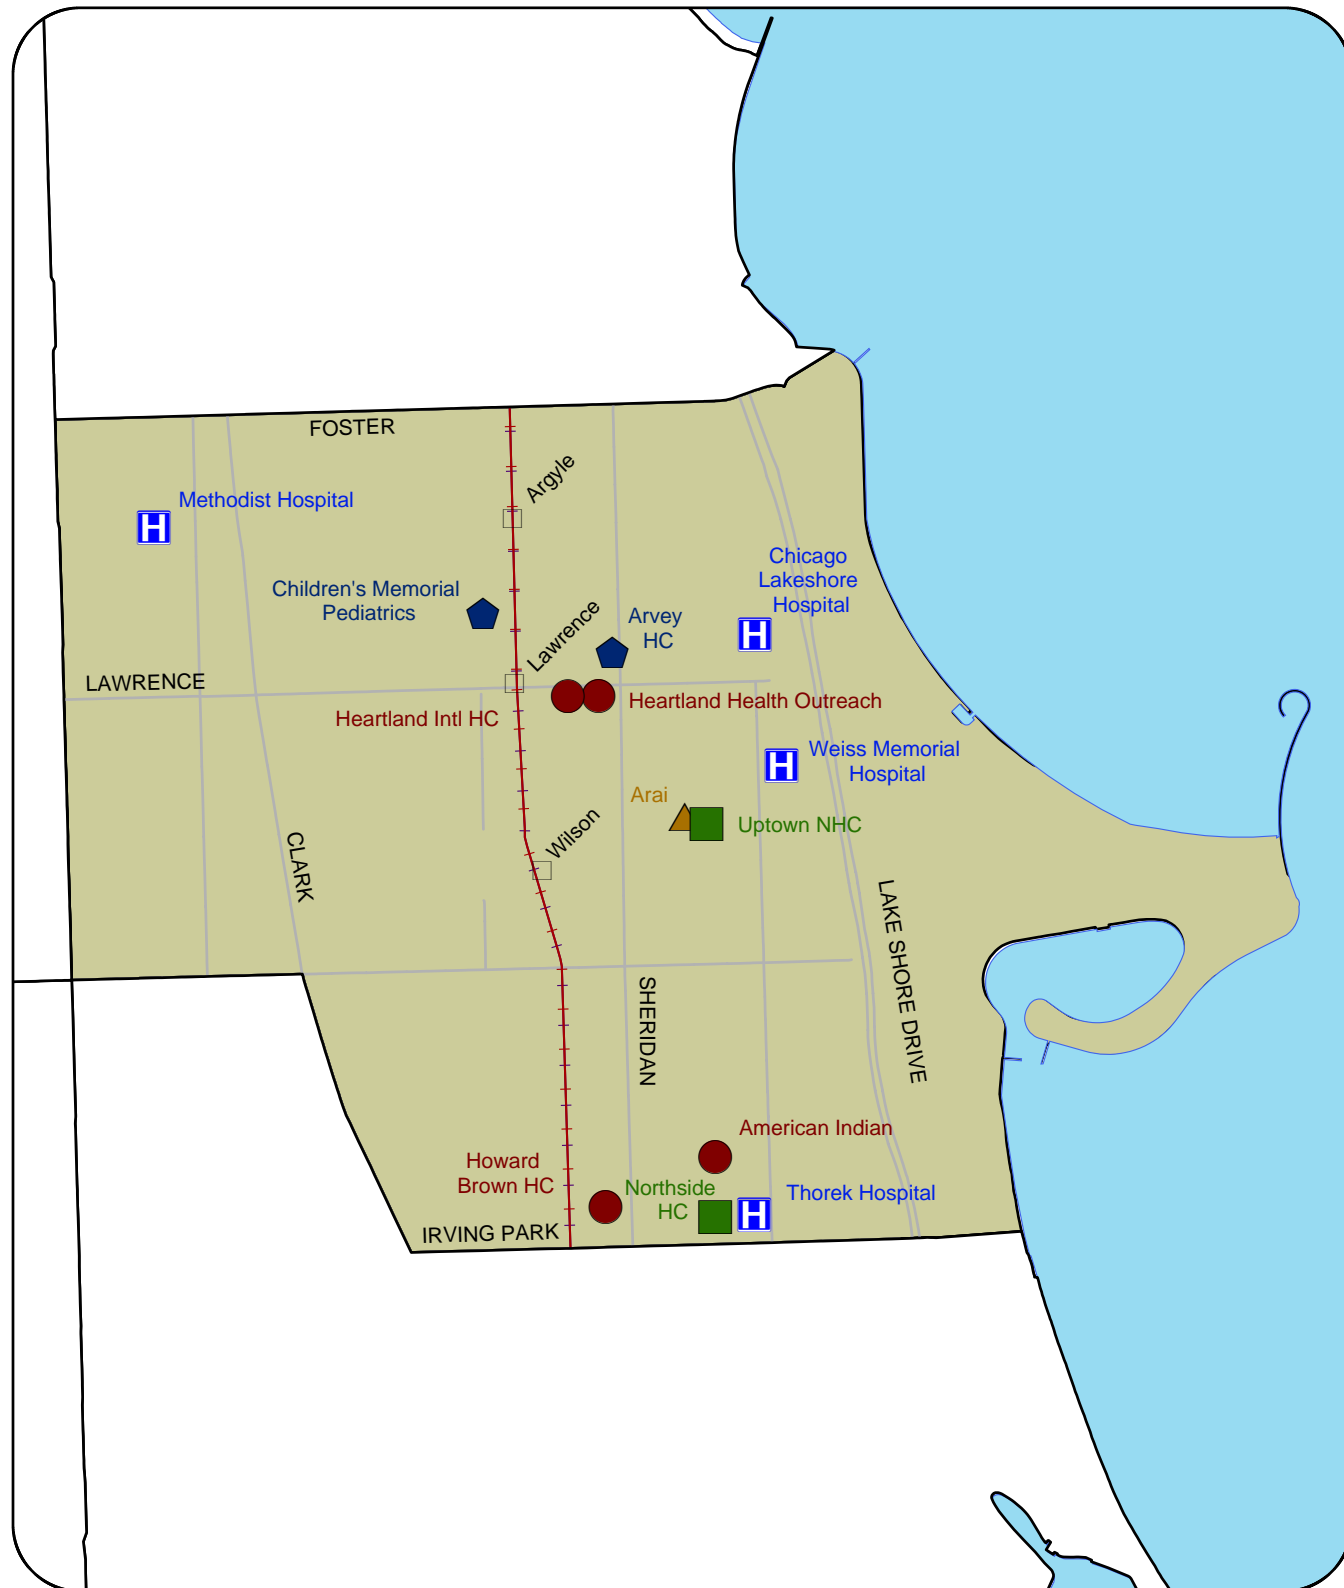 FOSTER
Argyle
Methodist Hospital
H
Chicago
Lakeshore
Hospital
H
Children's Memorial
Pediatrics
Lawrence
Arvey
HC
LAWRENCE
Heartland Intl HC
Heartland Health Outreach
Weiss Memorial
Hospital
H
Arai
Uptown NHC
Wilson
CLARK
LAKE SHORE DRIVE
SHERIDAN
American Indian
Howard
Brown HC
Northside
HC
Thorek Hospital
H
IRVING PARK